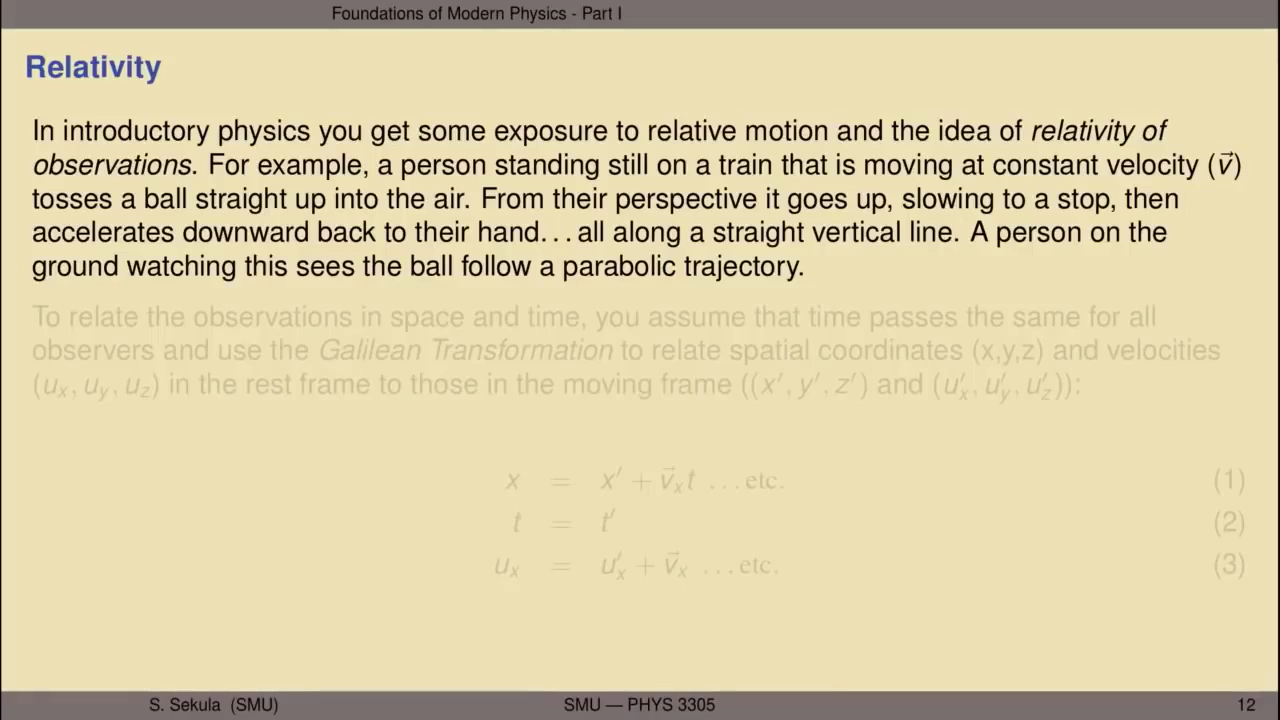 Foundations of Modern Physics - Part I
Relativity
In introductory physics you get some exposure to relative motion and the idea of relativity of
observations. For example, a person standing still on a train that is moving at constant velocity (v⃗)
tosses a ball straight up into the air. From their perspective it goes up, slowing to a stop, then
accelerates downward back to their hand. . . all along a straight vertical line. A person on the
ground watching this sees the ball follow a parabolic trajectory.
To relate the observations in space and time, you assume that time passes the same for all
observers and use the Galilean Transformation to relate spatial coordinates (x,y,z) and velocities
(uₓ, u_y, u_z) in the rest frame to those in the moving frame ((x′, y′, z′) and (u′ₓ, u′_y, u′_z)):
x = x′ + v⃗ₓt . . . etc. (1)
t = t′ (2)
uₓ = u′ₓ + v⃗ₓ . . . etc. (3)
S. Sekula (SMU) SMU — PHYS 3305 12